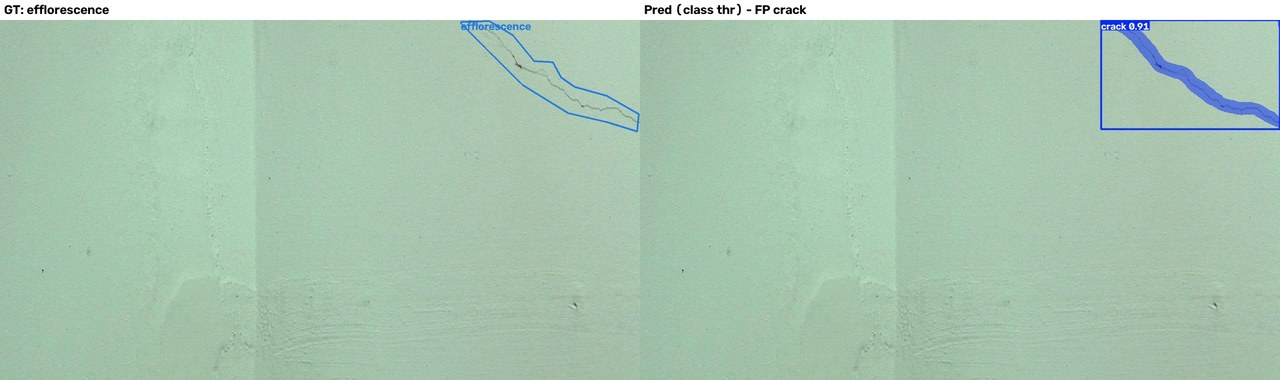 GT: efflorescence
Pred (class thr) - FP crack
efflorescence
crack 0.91